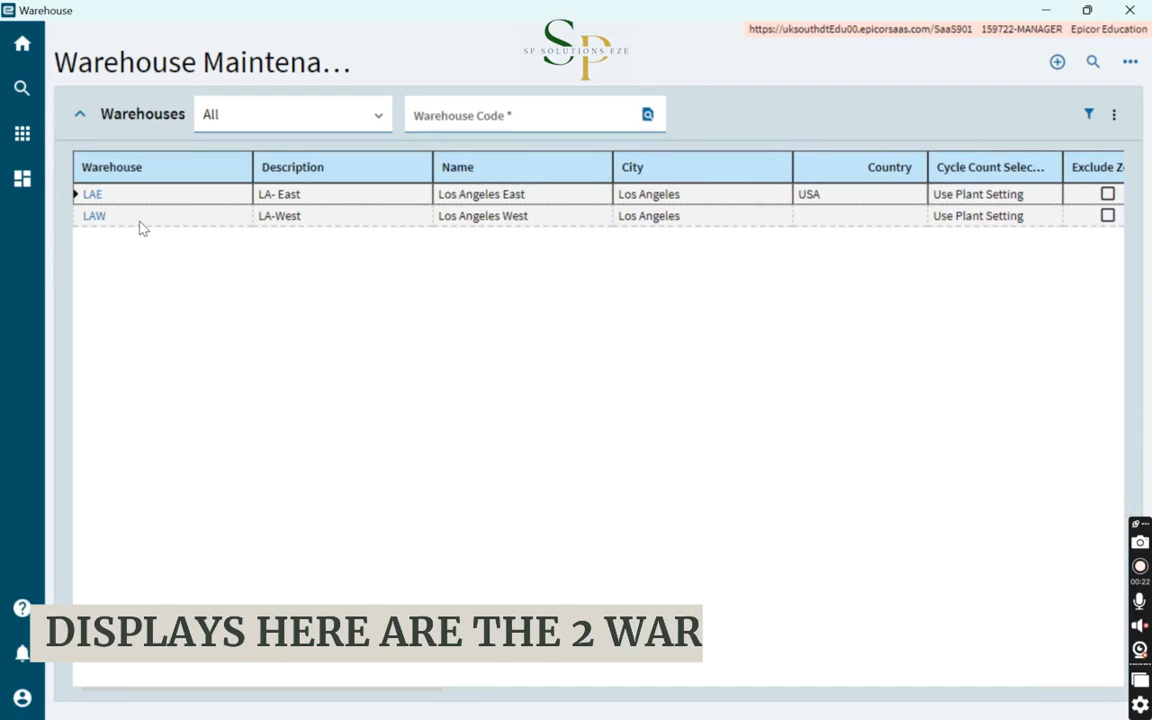 Warehouse
https://uksouthdtEdu00.epicorsaas.com/SaaS901 159722-MANAGER Epicor Education
SP
SP SOLUTIONS FZE
Warehouse Maintena...
Warehouses All Warehouse Code *
Warehouse Description Name City Country Cycle Count Selec... Exclude Z
LAE LA- East Los Angeles East Los Angeles USA Use Plant Setting
LAW LA-West Los Angeles West Los Angeles Use Plant Setting
00:22
DISPLAYS HERE ARE THE 2 WAR